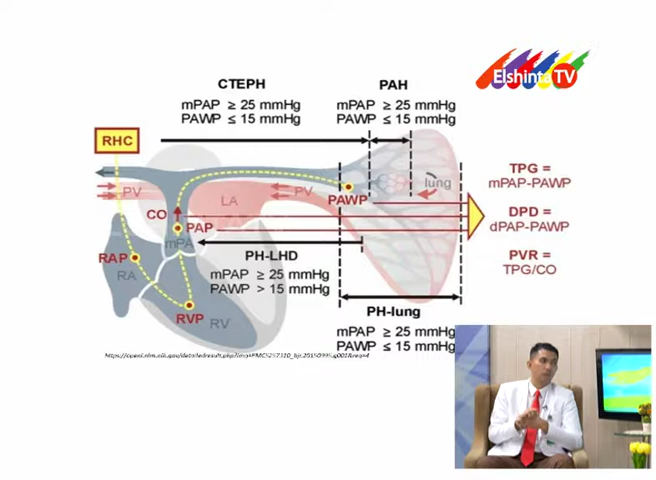 Elshinta TV
CTEPH
mPAP ≥ 25 mmHg
PAWP ≤ 15 mmHg
PAH
mPAP ≥ 25 mmHg
PAWP ≤ 15 mmHg
RHC
PV
LA
PV
lung
PAWP
CO
PAP
mPA
RAP
RA
RVP
RV
PH-LHD
mPAP ≥ 25 mmHg
PAWP > 15 mmHg
PH-lung
mPAP ≥ 25 mmHg
PAWP ≤ 15 mmHg
TPG =
mPAP-PAWP
DPD =
dPAP-PAWP
PVR =
TPG/CO